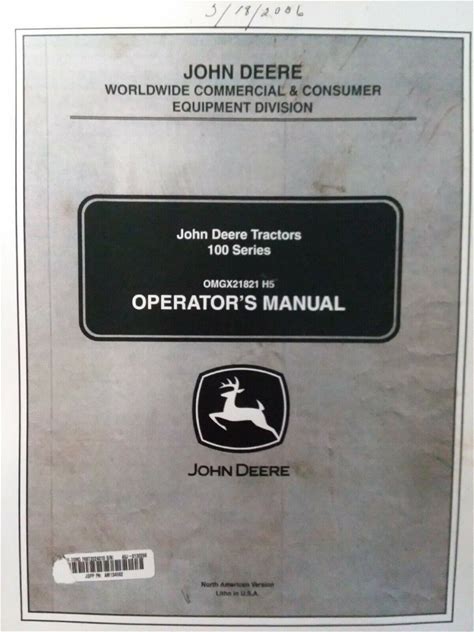 3/18/2006
JOHN DEERE
WORLDWIDE COMMERCIAL & CONSUMER
EQUIPMENT DIVISION
John Deere Tractors
100 Series
OMGX21821 H5
OPERATOR'S MANUAL
JOHN DEERE
North American Version
Litho in U.S.A.